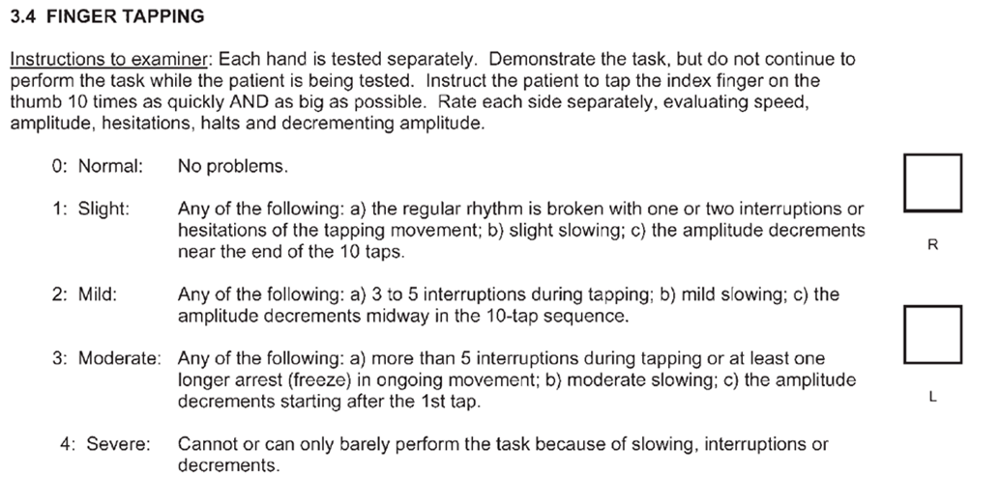 3.4 FINGER TAPPING
Instructions to examiner: Each hand is tested separately. Demonstrate the task, but do not continue to
perform the task while the patient is being tested. Instruct the patient to tap the index finger on the
thumb 10 times as quickly AND as big as possible. Rate each side separately, evaluating speed,
amplitude, hesitations, halts and decrementing amplitude.
0: Normal: No problems.
1: Slight: Any of the following: a) the regular rhythm is broken with one or two interruptions or
hesitations of the tapping movement; b) slight slowing; c) the amplitude decrements
near the end of the 10 taps.
R
2: Mild: Any of the following: a) 3 to 5 interruptions during tapping; b) mild slowing; c) the
amplitude decrements midway in the 10-tap sequence.
3: Moderate: Any of the following: a) more than 5 interruptions during tapping or at least one
longer arrest (freeze) in ongoing movement; b) moderate slowing; c) the amplitude
decrements starting after the 1st tap.
L
4: Severe: Cannot or can only barely perform the task because of slowing, interruptions or
decrements.